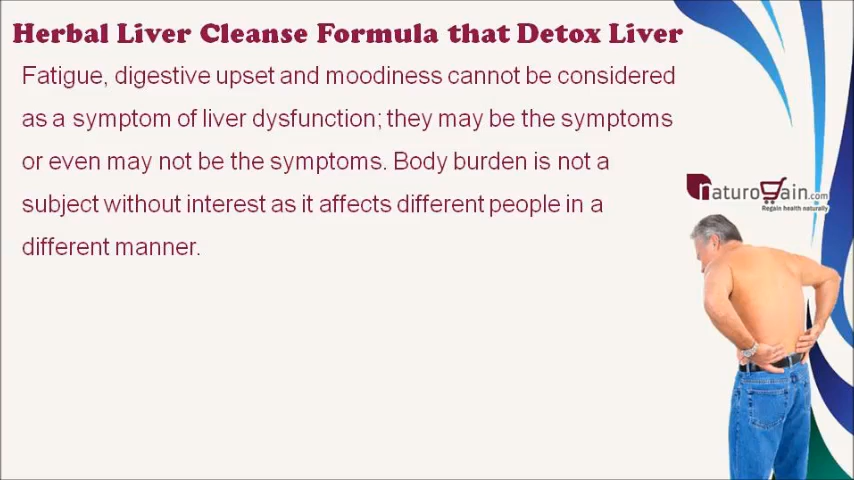 Herbal Liver Cleanse Formula that Detox Liver
Fatigue, digestive upset and moodiness cannot be considered
as a symptom of liver dysfunction; they may be the symptoms
or even may not be the symptoms. Body burden is not a
subject without interest as it affects different people in a
different manner.
naturogain.com
Regain health naturally